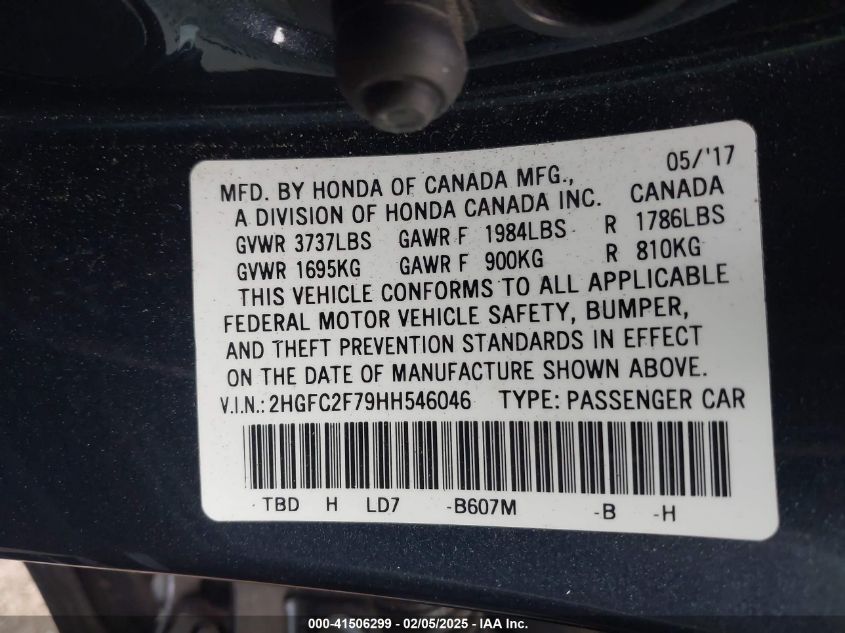 05/'17
MFD. BY HONDA OF CANADA MFG., CANADA
A DIVISION OF HONDA CANADA INC.
GVWR 3737LBS GAWR F 1984LBS R 1786LBS
GVWR 1695KG GAWR F 900KG R 810KG
THIS VEHICLE CONFORMS TO ALL APPLICABLE
FEDERAL MOTOR VEHICLE SAFETY, BUMPER,
AND THEFT PREVENTION STANDARDS IN EFFECT
ON THE DATE OF MANUFACTURE SHOWN ABOVE.
V.I.N.: 2HGFC2F79HH546046 TYPE: PASSENGER CAR
- TBD H LD7 -B607M -B -H
000-41506299 - 02/05/2025 - IAA Inc.